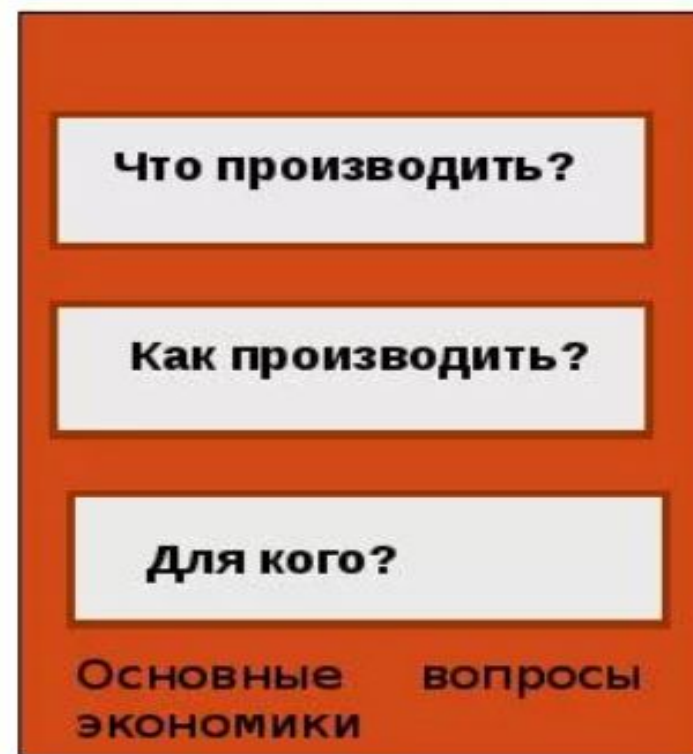 Что производить?
Как производить?
Для кого?
Основные вопросы
экономики